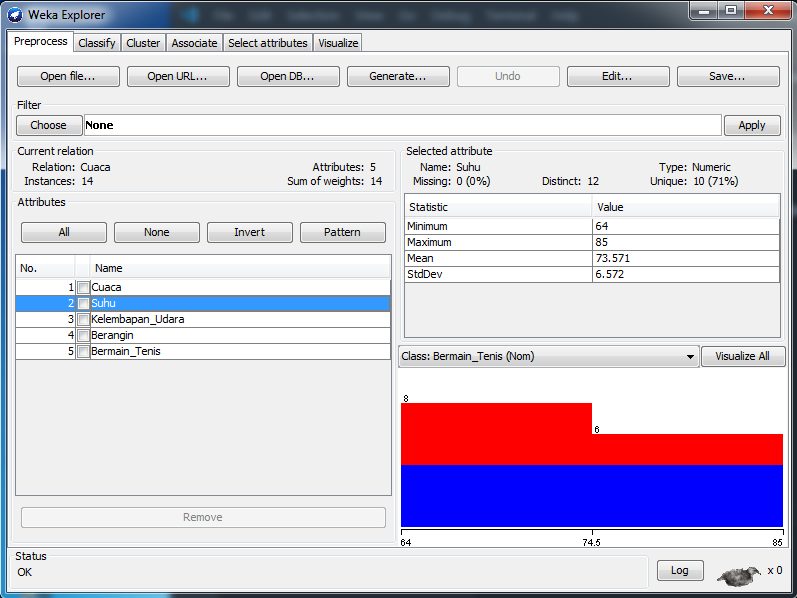 Weka Explorer
Preprocess Classify Cluster Associate Select attributes Visualize
Open file... Open URL... Open DB... Generate... Undo Edit... Save...
Filter
Choose None Apply
Current relation
Relation: Cuaca Attributes: 5
Instances: 14 Sum of weights: 14
Attributes
All None Invert Pattern
No. Name
1 Cuaca
2 Suhu
3 Kelembapan_Udara
4 Berangin
5 Bermain_Tenis
Remove
Selected attribute
Name: Suhu Type: Numeric
Missing: 0 (0%) Distinct: 12 Unique: 10 (71%)
Statistic Value
Minimum 64
Maximum 85
Mean 73.571
StdDev 6.572
Class: Bermain_Tenis (Nom) Visualize All
8
6
64 74.5 85
Status
OK
Log x 0